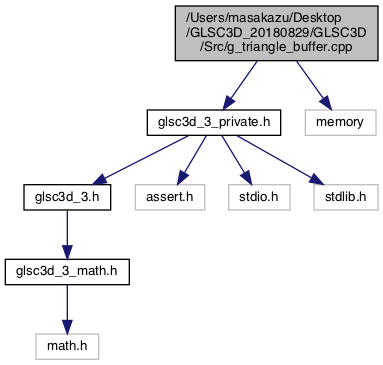 /Users/masakazu/Desktop
/GLSC3D_20180829/GLSC3D
/Src/g_triangle_buffer.cpp
glsc3d_3_private.h
memory
glsc3d_3.h
assert.h
stdio.h
stdlib.h
glsc3d_3_math.h
math.h